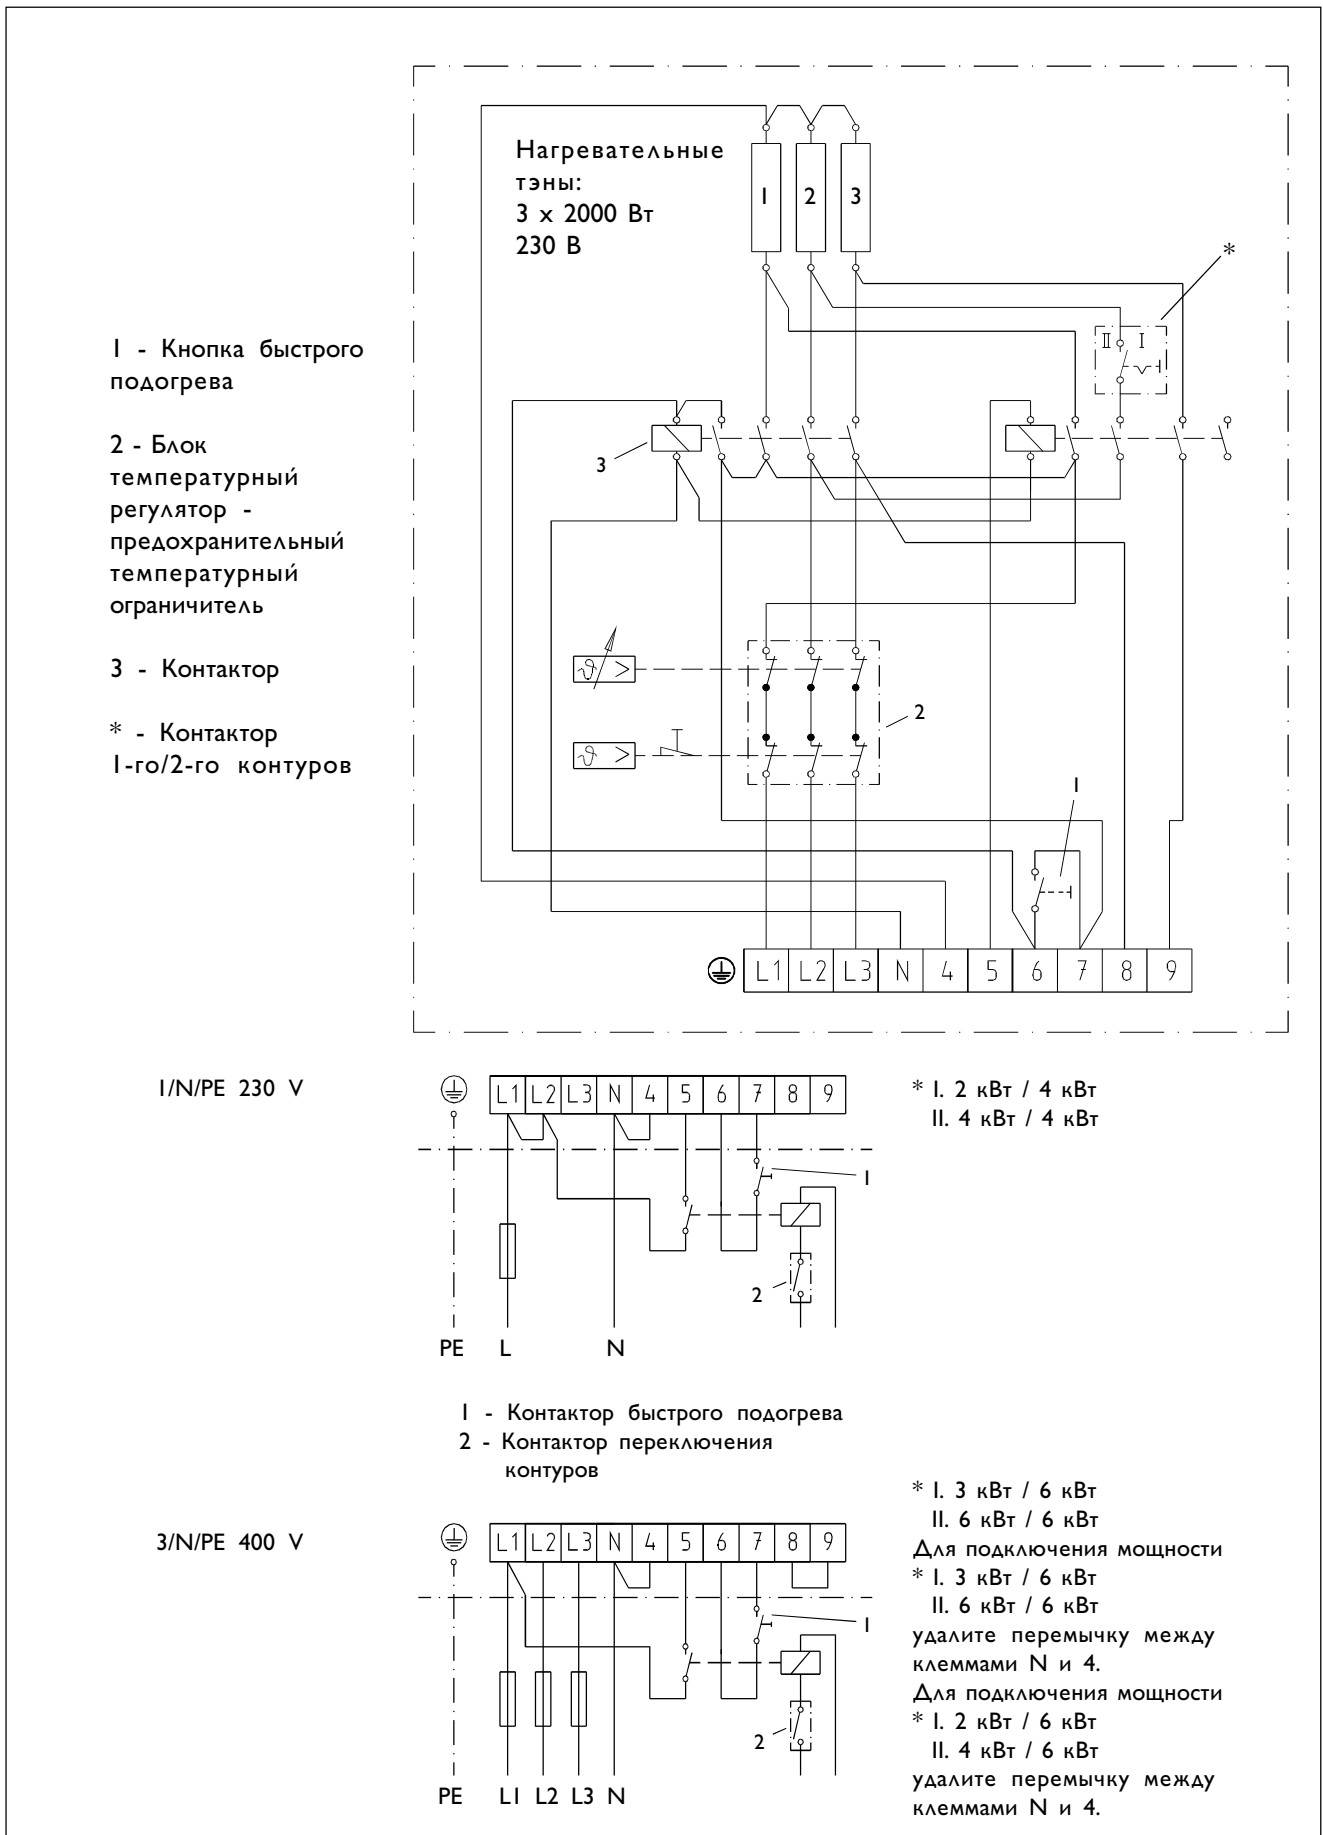 Нагревательные
тэны:
3 x 2000 Вт
230 В
1
2
3
*
II I
1 - Кнопка быстрого
подогрева
2 - Блок
температурный
регулятор -
предохранительный
температурный
ограничитель
3 - Контактор
* - Контактор
1-го/2-го контуров
3
ϑ >
2
ϑ >
1
L1 L2 L3 N 4 5 6 7 8 9
1/N/PE 230 V
L1 L2 L3 N 4 5 6 7 8 9
* I. 2 кВт / 4 кВт
II. 4 кВт / 4 кВт
1
2
PE L N
1 - Контактор быстрого подогрева
2 - Контактор переключения
контуров
3/N/PE 400 V
L1 L2 L3 N 4 5 6 7 8 9
1
2
PE L1 L2 L3 N
* I. 3 кВт / 6 кВт
II. 6 кВт / 6 кВт
Для подключения мощности
* I. 3 кВт / 6 кВт
II. 6 кВт / 6 кВт
удалите перемычку между
клеммами N и 4.
Для подключения мощности
* I. 2 кВт / 6 кВт
II. 4 кВт / 6 кВт
удалите перемычку между
клеммами N и 4.